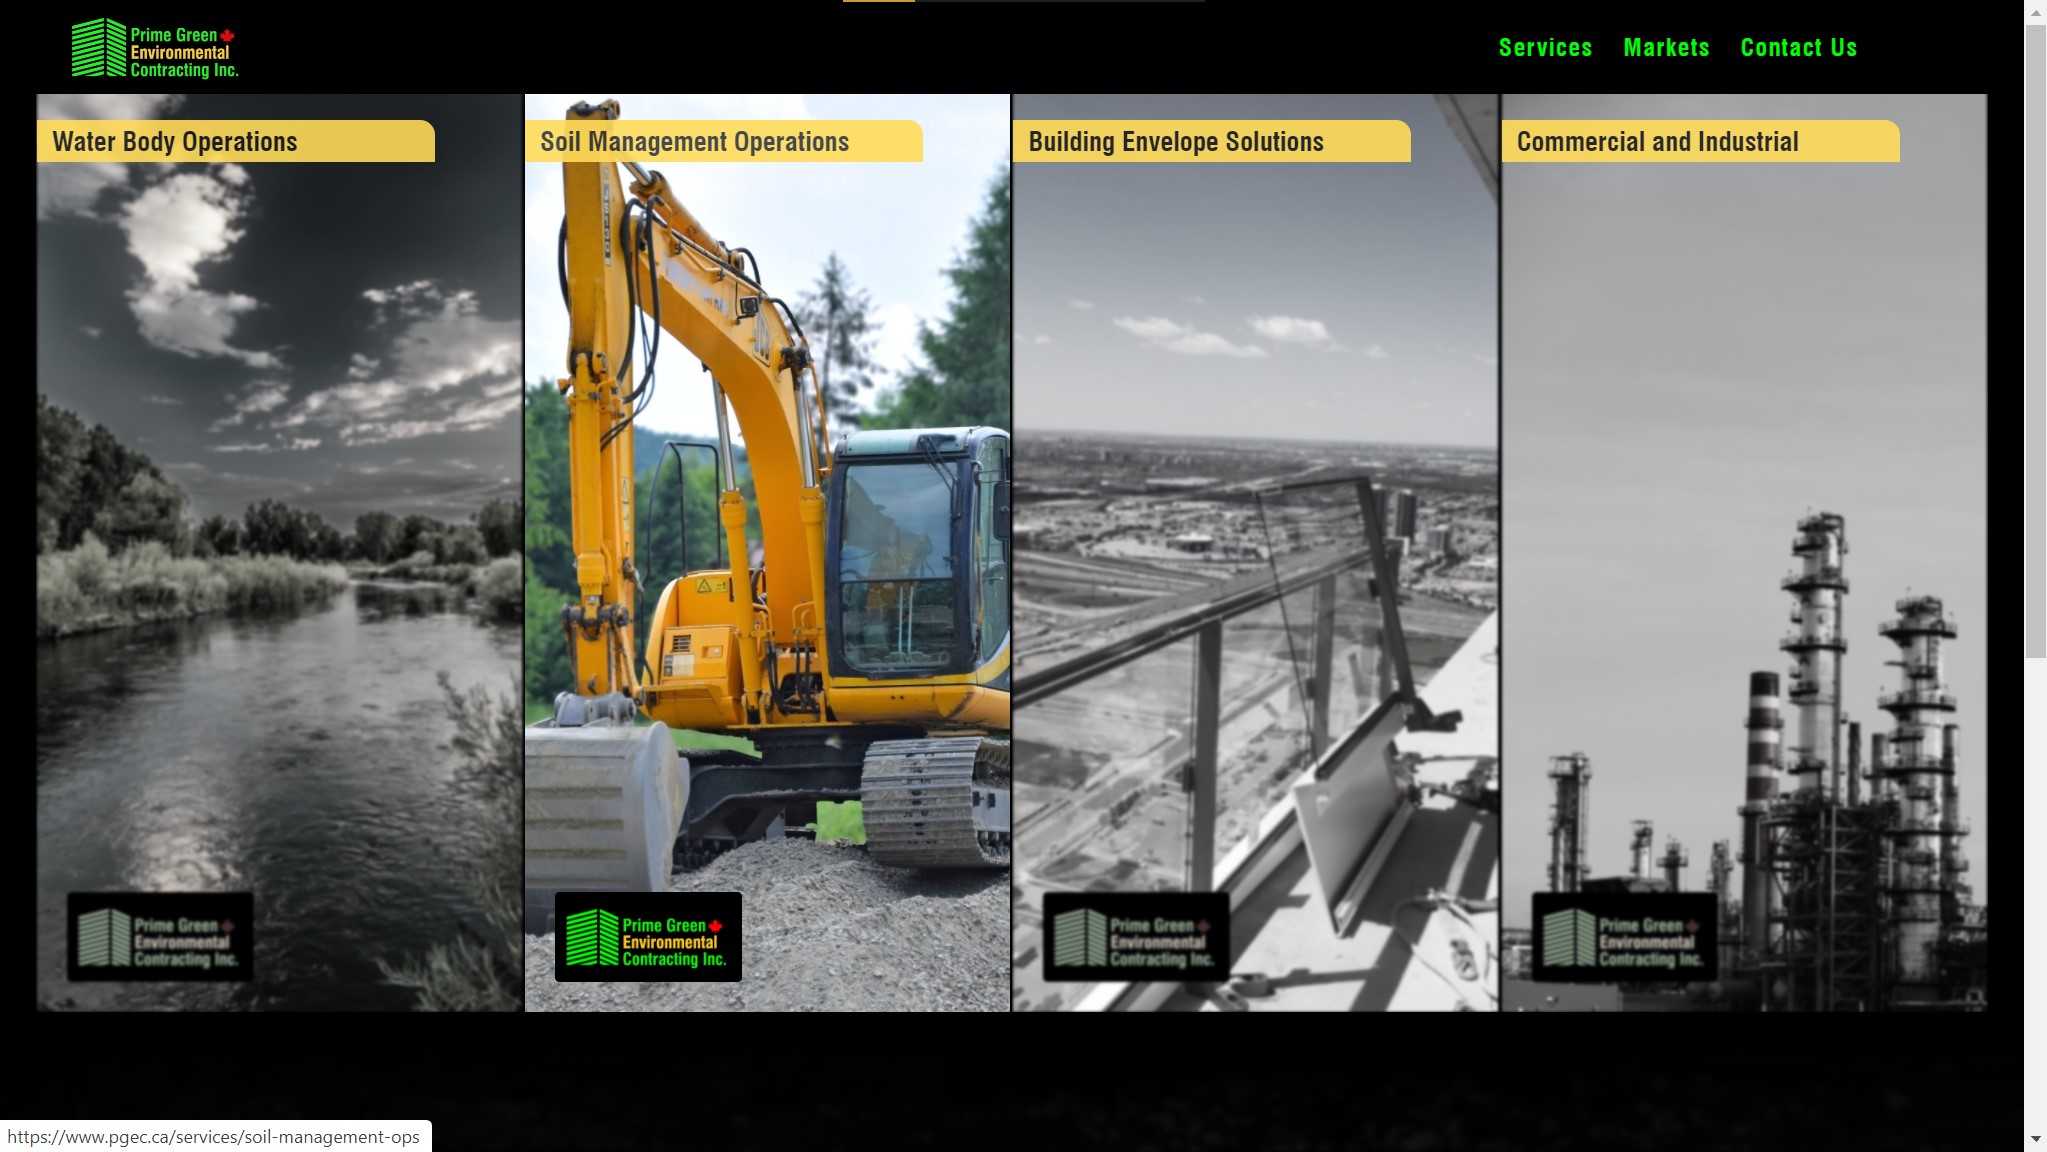 Prime Green
Environmental
Contracting Inc.
Services
Markets
Contact Us
Water Body Operations
Soil Management Operations
Building Envelope Solutions
Commercial and Industrial
Prime Green
Environmental
Contracting Inc.
Prime Green
Environmental
Contracting Inc.
Prime Green
Environmental
Contracting Inc.
Prime Green
Environmental
Contracting Inc.
https://www.pgec.ca/services/soil-management-ops